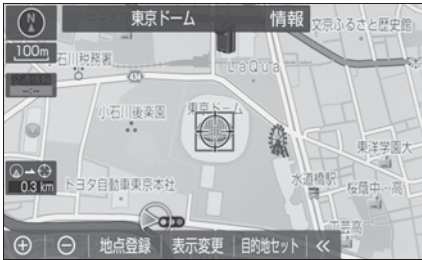 東京ドーム 情報
文京ふるさと歴史館
N
100m
石川税務署
LaQua
小石川後楽園
東京ドーム
東洋学園大
0.3 km
トヨタ自動車東京本社
水道橋駅
桜蔭中・高
工芸高
地点登録 表示変更 目的地セット